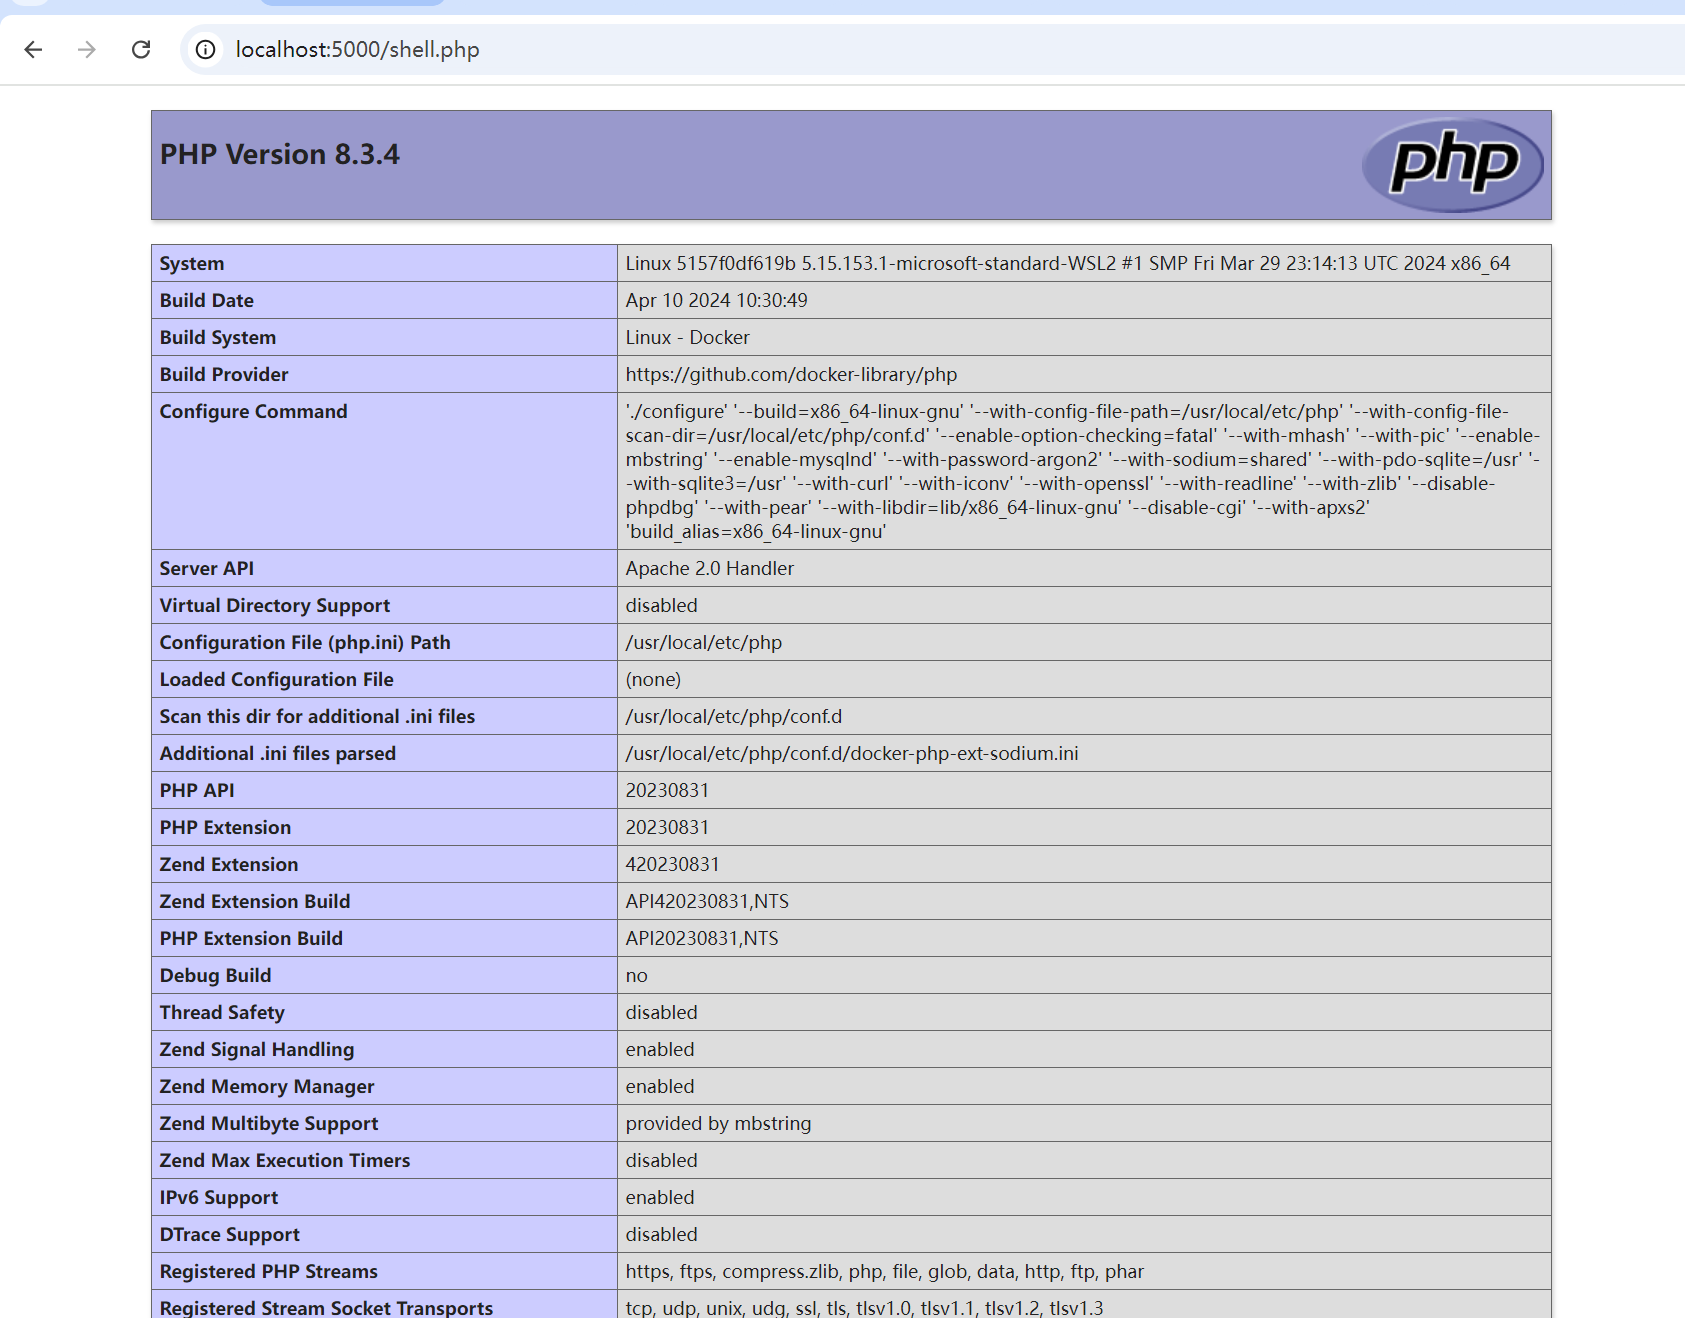 localhost:5000/shell.php
PHP Version 8.3.4
php
System Linux 5157f0df619b 5.15.153.1-microsoft-standard-WSL2 #1 SMP Fri Mar 29 23:14:13 UTC 2024 x86_64
Build Date Apr 10 2024 10:30:49
Build System Linux - Docker
Build Provider https://github.com/docker-library/php
Configure Command './configure' '--build=x86_64-linux-gnu' '--with-config-file-path=/usr/local/etc/php' '--with-config-file-
scan-dir=/usr/local/etc/php/conf.d' '--enable-option-checking=fatal' '--with-mhash' '--with-pic' '--enable-
mbstring' '--enable-mysqlnd' '--with-password-argon2' '--with-sodium=shared' '--with-pdo-sqlite=/usr' '-
-with-sqlite3=/usr' '--with-curl' '--with-iconv' '--with-openssl' '--with-readline' '--with-zlib' '--disable-
phpdbg' '--with-pear' '--with-libdir=lib/x86_64-linux-gnu' '--disable-cgi' '--with-apxs2'
'build_alias=x86_64-linux-gnu'
Server API Apache 2.0 Handler
Virtual Directory Support disabled
Configuration File (php.ini) Path /usr/local/etc/php
Loaded Configuration File (none)
Scan this dir for additional .ini files /usr/local/etc/php/conf.d
Additional .ini files parsed /usr/local/etc/php/conf.d/docker-php-ext-sodium.ini
PHP API 20230831
PHP Extension 20230831
Zend Extension 420230831
Zend Extension Build API420230831,NTS
PHP Extension Build API20230831,NTS
Debug Build no
Thread Safety disabled
Zend Signal Handling enabled
Zend Memory Manager enabled
Zend Multibyte Support provided by mbstring
Zend Max Execution Timers disabled
IPv6 Support enabled
DTrace Support disabled
Registered PHP Streams https, ftps, compress.zlib, php, file, glob, data, http, ftp, phar
Registered Stream Socket Transports tcp, udp, unix, udg, ssl, tls, tlsv1.0, tlsv1.1, tlsv1.2, tlsv1.3